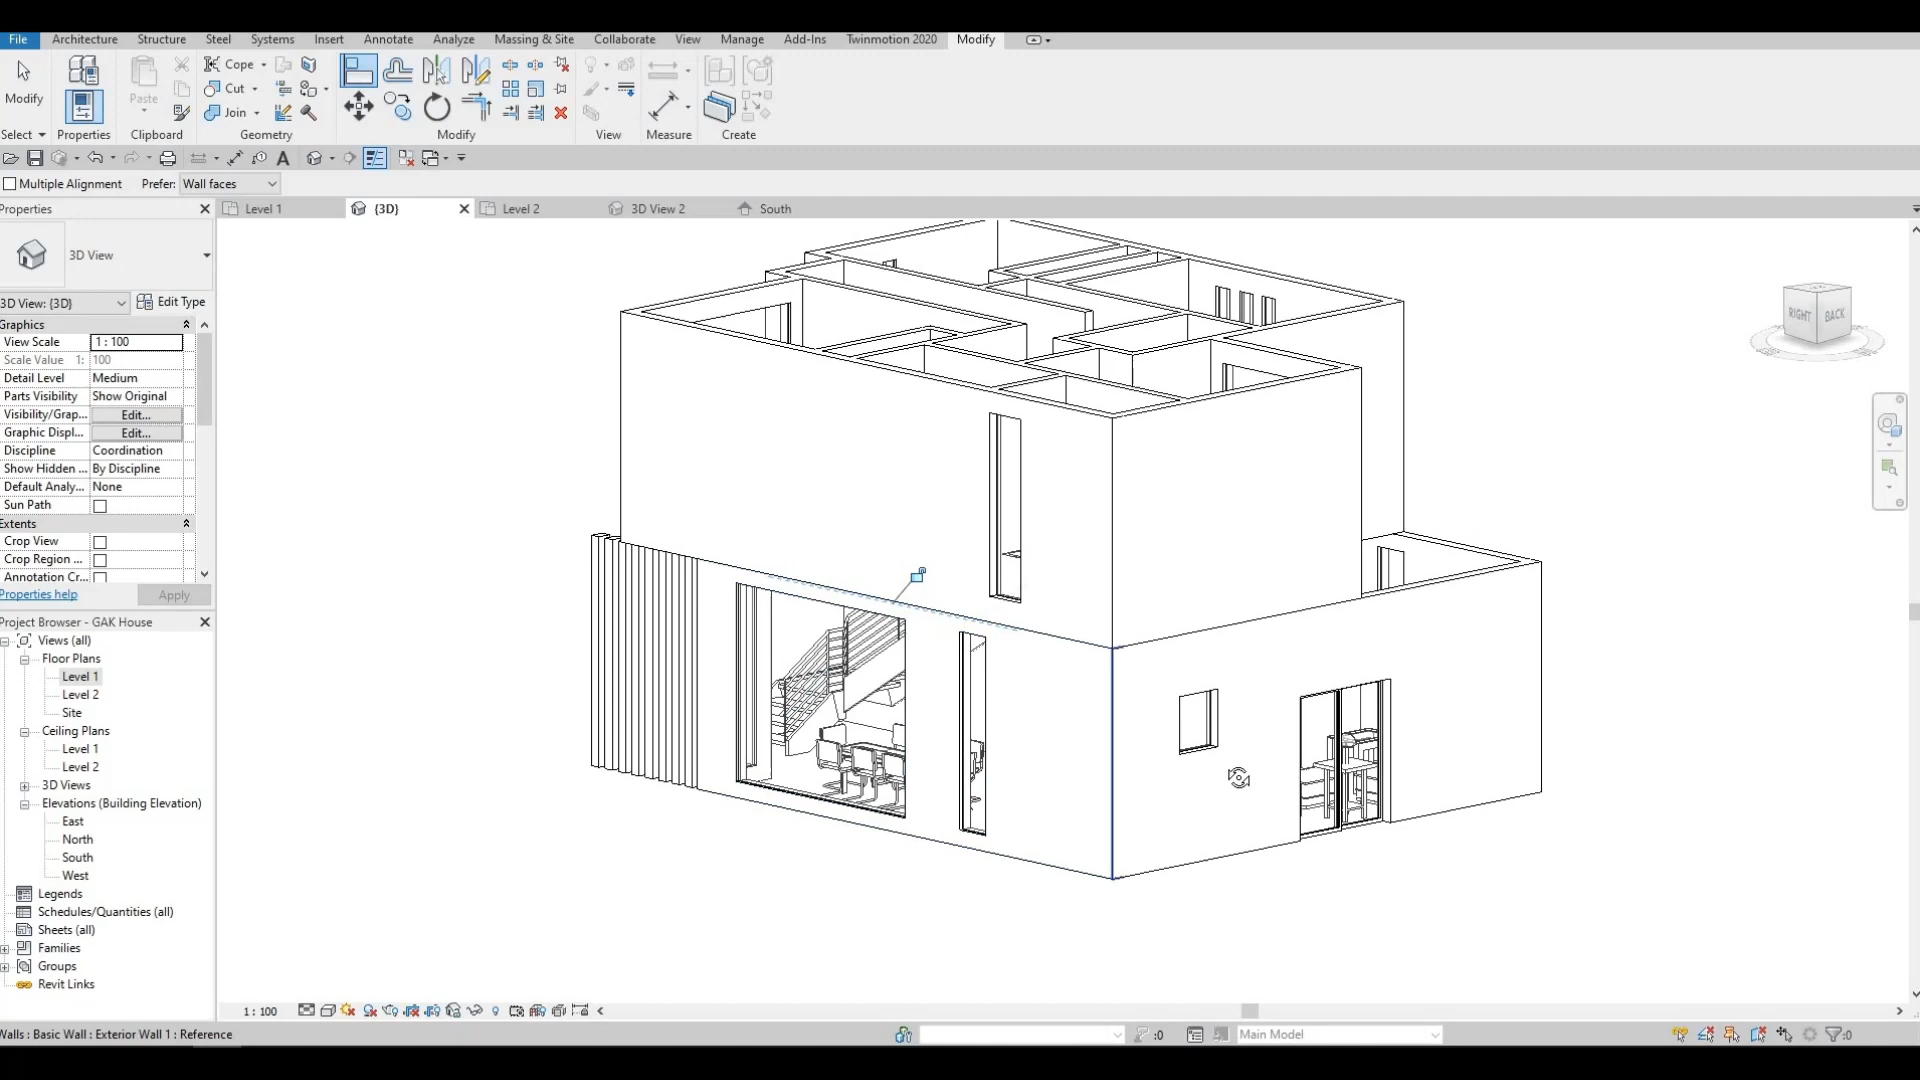 File Architecture Structure Steel Systems Insert Annotate Analyze Massing & Site Collaborate View Manage Add-Ins Twinmotion 2020 Modify
Modify Paste Cope Cut Join
Select Properties Clipboard Geometry Modify View Measure Create
Multiple Alignment Prefer: Wall faces
Properties Level 1 {3D} Level 2 3D View 2 South
3D View
3D View: {3D} Edit Type
Graphics
View Scale 1 : 100
Scale Value 1: 100
Detail Level Medium
Parts Visibility Show Original
Visibility/Grap... Edit...
Graphic Displ... Edit...
Discipline Coordination
Show Hidden ... By Discipline
Default Analy... None
Sun Path
Extents
Crop View
Crop Region ...
Annotation Cr...
Properties help Apply
Project Browser - GAK House
Views (all)
Floor Plans
Level 1
Level 2
Site
Ceiling Plans
Level 1
Level 2
3D Views
Elevations (Building Elevation)
East
North
South
West
Legends
Schedules/Quantities (all)
Sheets (all)
Families
Groups
Revit Links
RIGHT BACK
1 : 100
Walls : Basic Wall : Exterior Wall 1 : Reference :0 Main Model :0